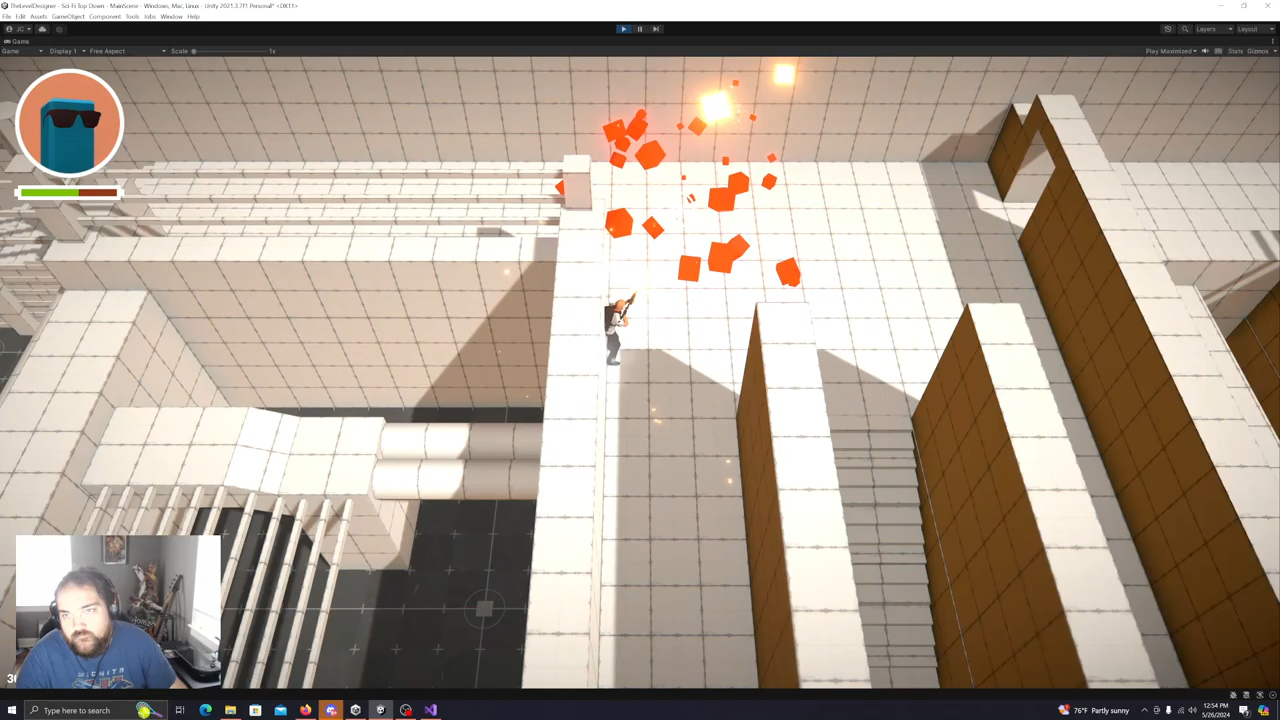 TheLevelDesigner - Sci-Fi Top Down - MainScene - Windows, Mac, Linux - Unity 2021.3.7f1 Personal* <DX11>
File Edit Assets GameObject Component Tools Jobs Window Help
JC Layers Layout
Game
Game Display 1 Free Aspect Scale 1x Play Maximized Stats Gizmos
Type here to search
76°F Partly sunny
12:54 PM
5/26/2024